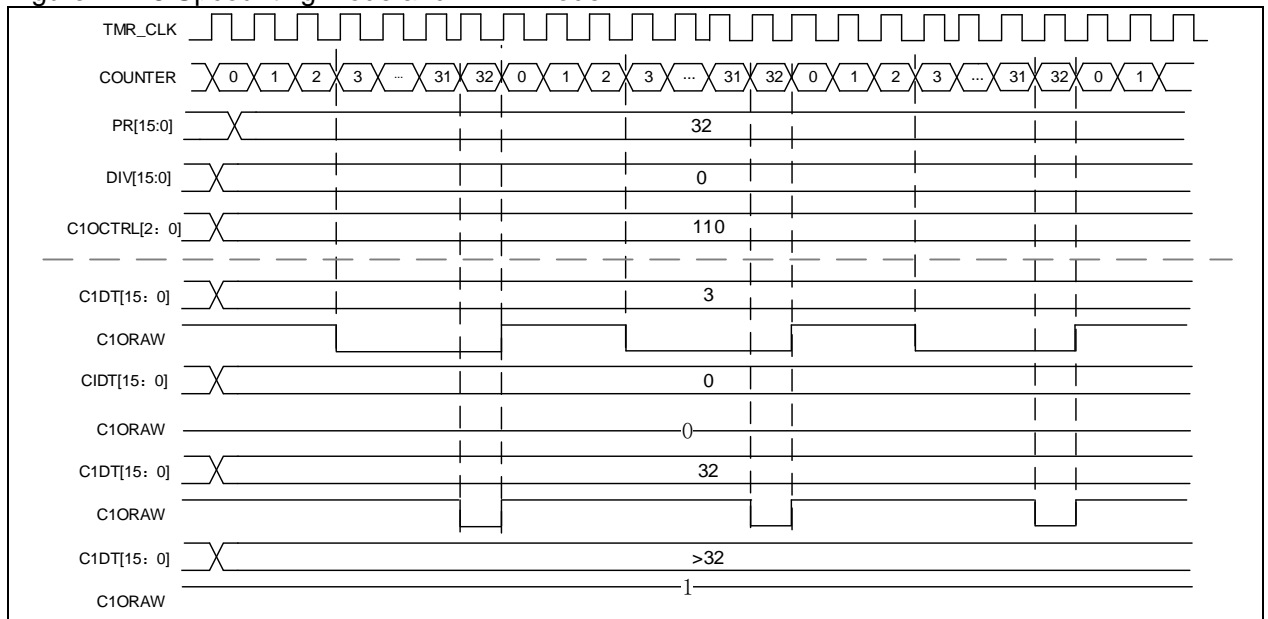 TMR_CLK
COUNTER 0 1 2 3 ... 31 32 0 1 2 3 ... 31 32 0 1 2 3 ... 31 32 0 1
PR[15:0] 32
DIV[15:0] 0
C1OCTRL[2：0] 110
C1DT[15：0] 3
C1ORAW
CIDT[15：0] 0
C1ORAW 0
C1DT[15：0] 32
C1ORAW
C1DT[15：0] >32
C1ORAW 1